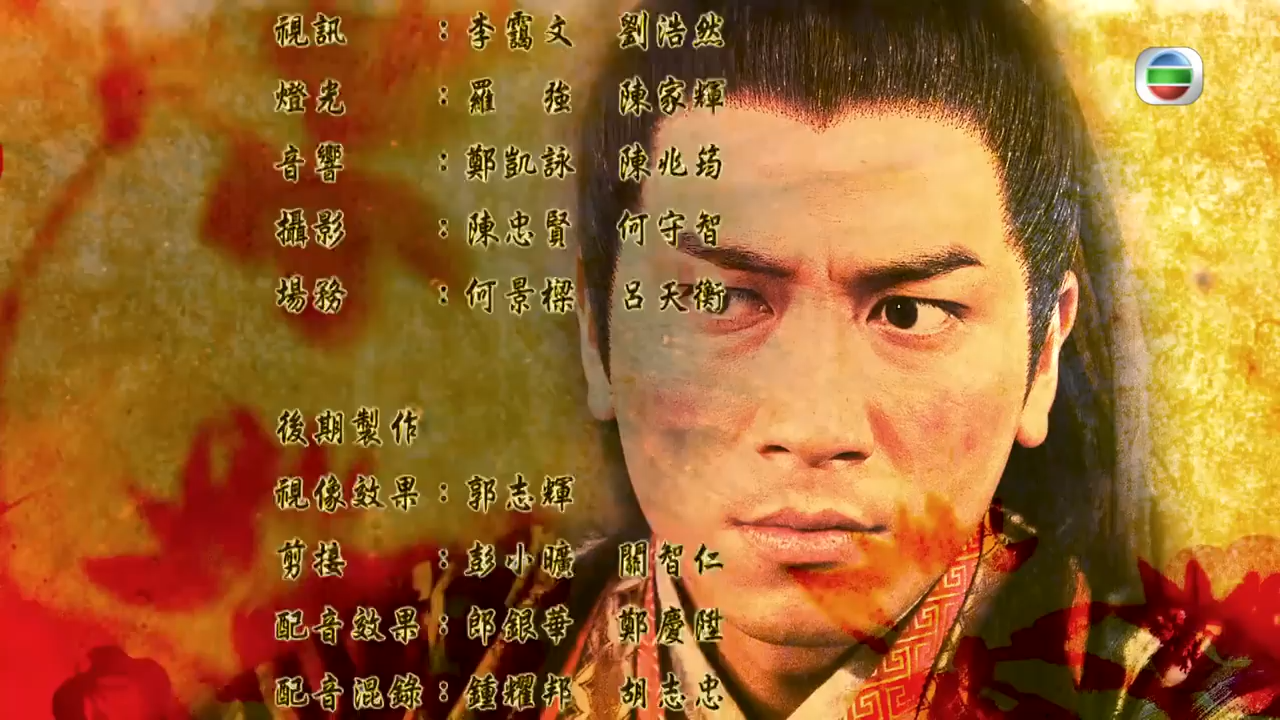 視訊 : 李靄文 劉浩然
燈光 : 羅 強 陳家輝
音響 : 鄭凱詠 陳兆筠
攝影 : 陳忠賢 何守智
場務 : 何景樑 呂天衡
後期製作
視像效果 : 郭志輝
剪接 : 彭小曠 關智仁
配音效果 : 郎銀華 鄭慶陞
配音混錄 : 鍾耀邦 胡志忠